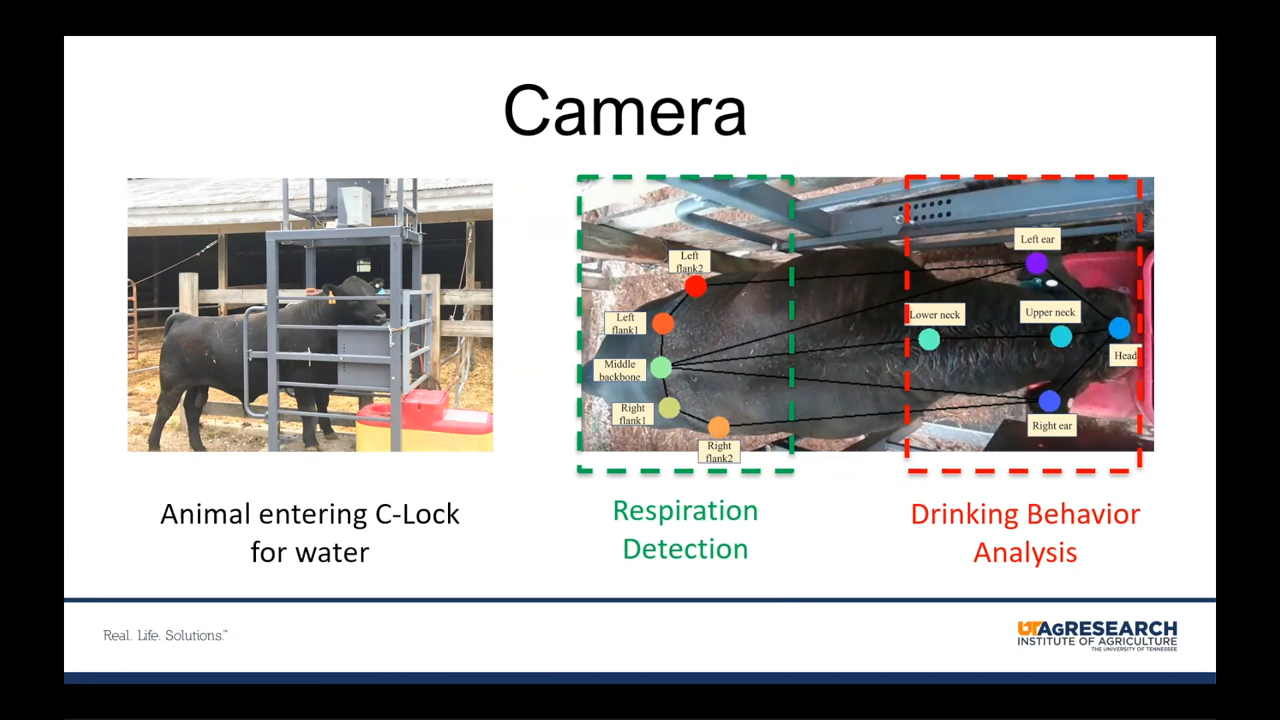 Camera
Left
flank2
Left
flank1
Middle
backbone
Right
flank1
Right
flank2
Left ear
Lower neck
Upper neck
Head
Right ear
Animal entering C-Lock
for water
Respiration
Detection
Drinking Behavior
Analysis
Real. Life. Solutions.™
UTAGRESEARCH
INSTITUTE OF AGRICULTURE
THE UNIVERSITY OF TENNESSEE